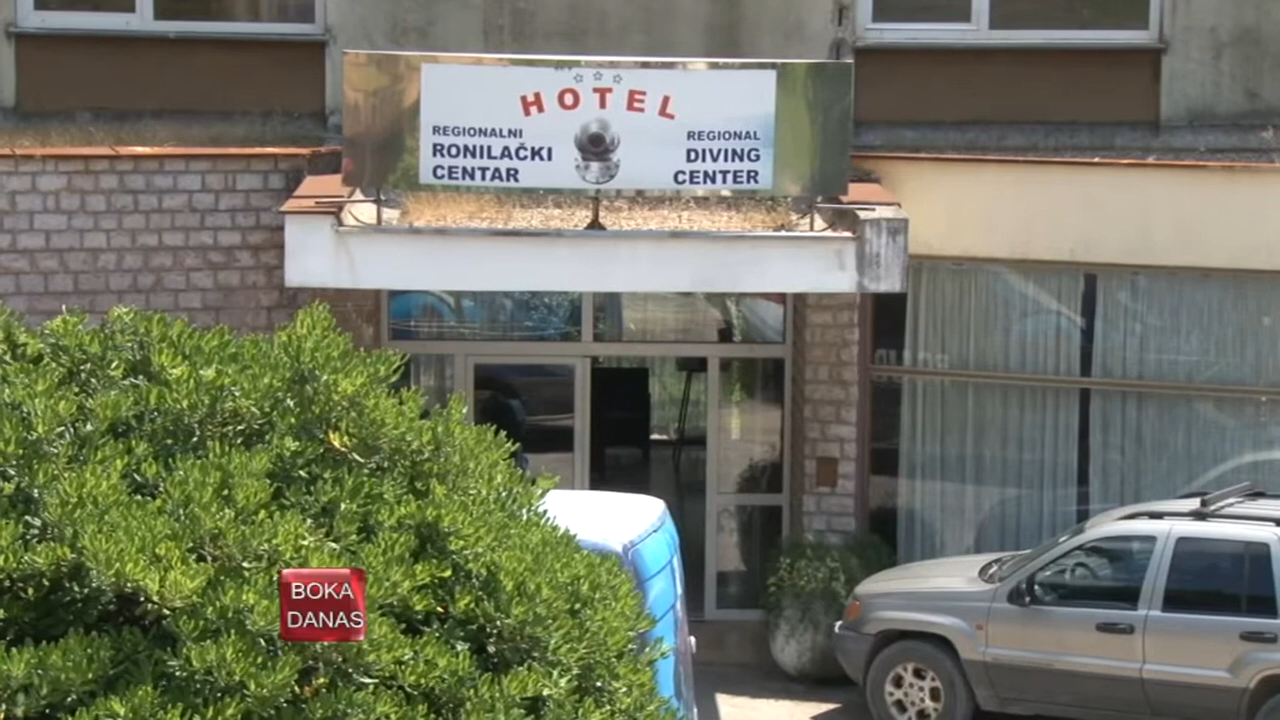 HOTEL
REGIONALNI
RONILAČKI
CENTAR
REGIONAL
DIVING
CENTER
BOKA
DANAS